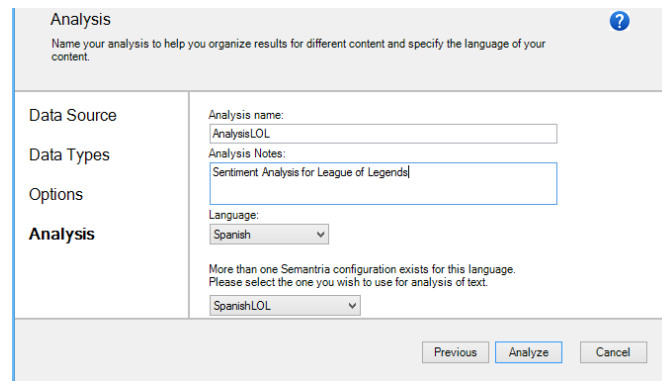 Analysis
?
Name your analysis to help you organize results for different content and specify the language of your
content.
Data Source
Data Types
Options
Analysis
Analysis name:
AnalysisLOL
Analysis Notes:
Sentiment Analysis for League of Legends
Language:
Spanish
More than one Semantria configuration exists for this language.
Please select the one you wish to use for analysis of text.
SpanishLOL
Previous Analyze Cancel